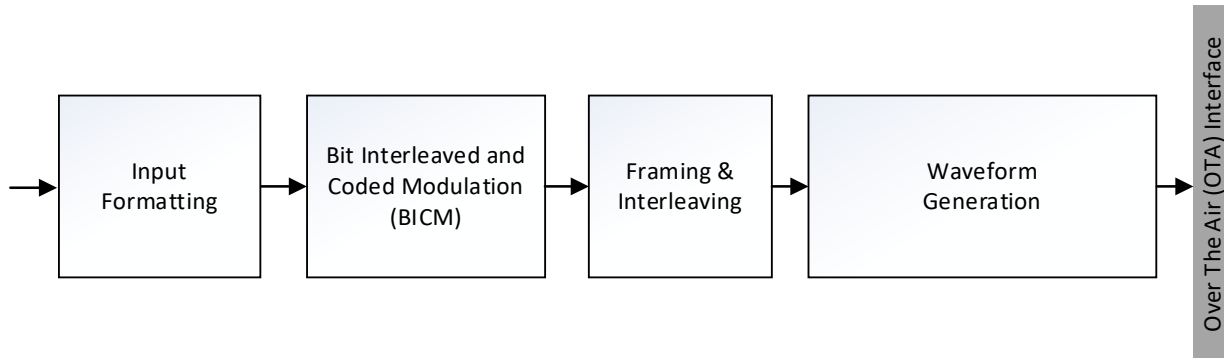 Input
Formatting
Bit Interleaved and
Coded Modulation
(BICM)
Framing &
Interleaving
Waveform
Generation
Over The Air (OTA) Interface